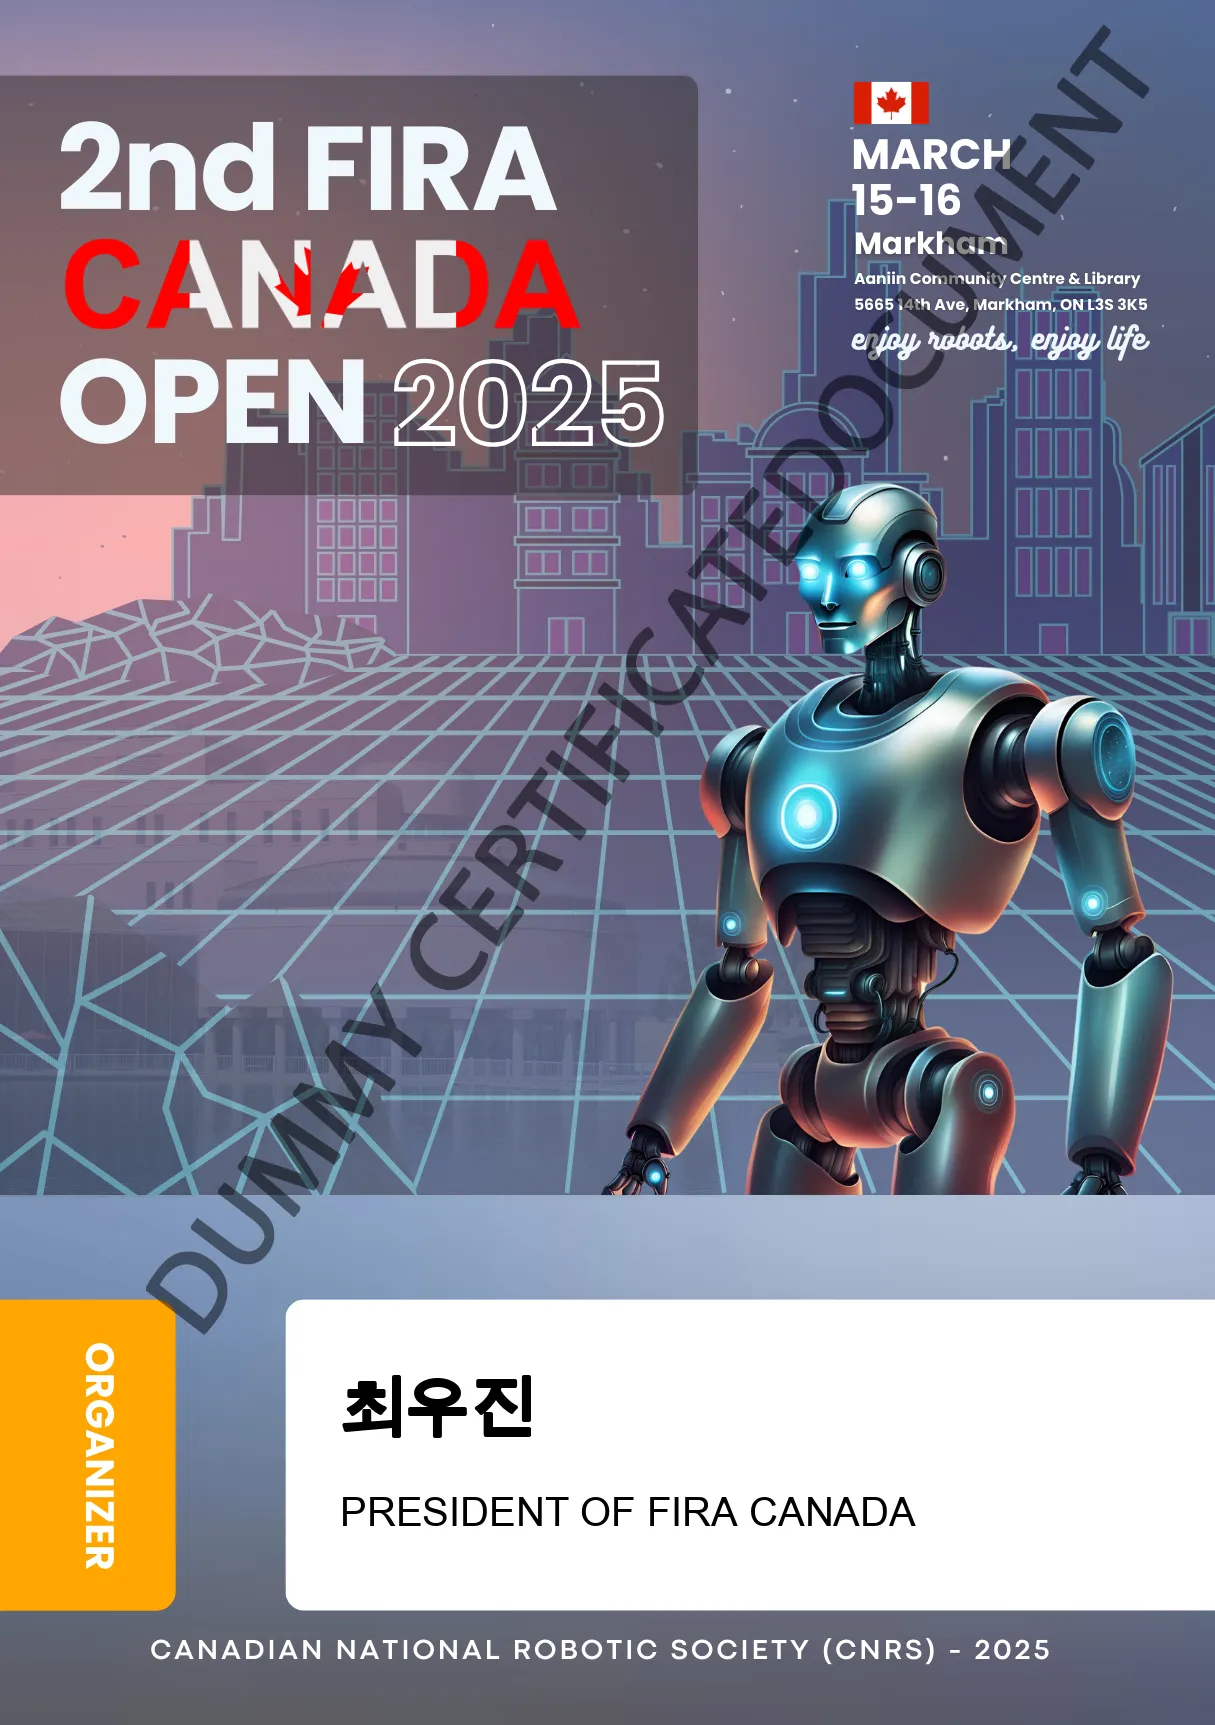 2nd FIRA
CANADA
OPEN 2025
MARCH
15-16
Markham
Aaniin Community Centre & Library
5665 14th Ave, Markham, ON L3S 3K5
enjoy robots, enjoy life
DUMMY CERTIFICATEDOCUMENT
ORGANIZER
최우진
PRESIDENT OF FIRA CANADA
CANADIAN NATIONAL ROBOTIC SOCIETY (CNRS) - 2025